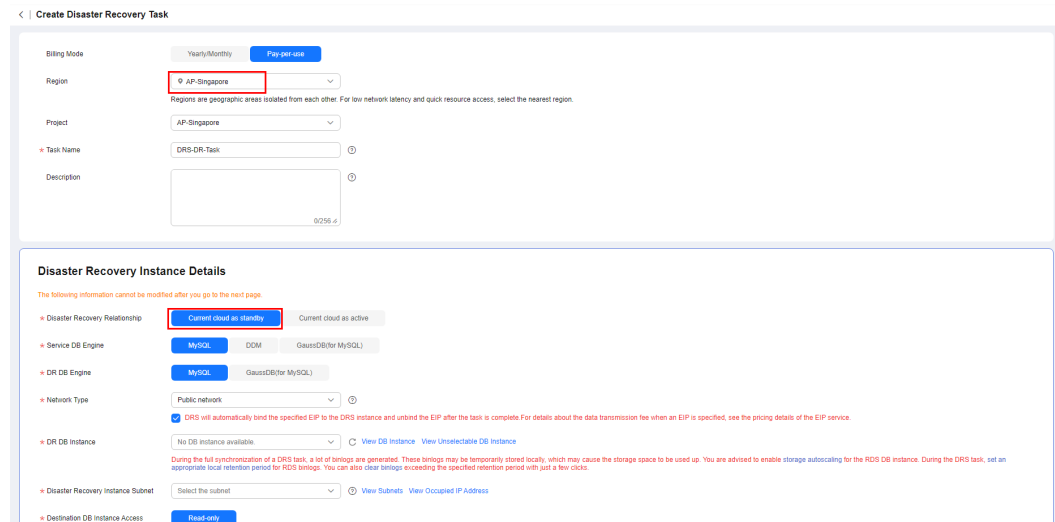 < | Create Disaster Recovery Task
Billing Mode Yearly/Monthly Pay-per-use
Region AP-Singapore
Regions are geographic areas isolated from each other. For low network latency and quick resource access, select the nearest region.
Project AP-Singapore
* Task Name DRS-DR-Task
Description
0/256
Disaster Recovery Instance Details
The following information cannot be modified after you go to the next page.
* Disaster Recovery Relationship Current cloud as standby Current cloud as active
* Service DB Engine MySQL DDM GaussDB(for MySQL)
* DR DB Engine MySQL GaussDB(for MySQL)
* Network Type Public network
DRS will automatically bind the specified EIP to the DRS instance and unbind the EIP after the task is complete.For details about the data transmission fee when an EIP is specified, see the pricing details of the EIP service.
* DR DB Instance No DB instance available. View DB Instance View Unselectable DB Instance
During the full synchronization of a DRS task, a lot of binlogs are generated. These binlogs may be temporarily stored locally, which may cause the storage space to be used up. You are advised to enable storage autoscaling for the RDS DB instance. During the DRS task, set an
appropriate local retention period for RDS binlogs. You can also clear binlogs exceeding the specified retention period with just a few clicks.
* Disaster Recovery Instance Subnet Select the subnet View Subnets View Occupied IP Address
* Destination DB Instance Access Read-only